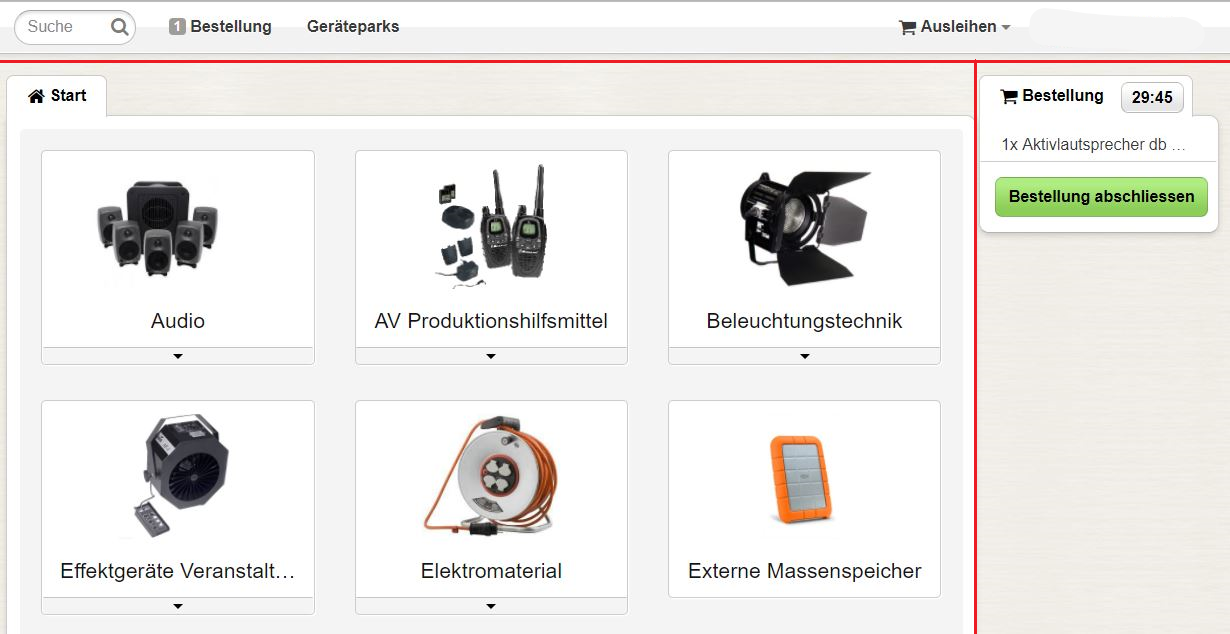 Suche
1 Bestellung
Geräteparks
Ausleihen
Start
Audio
AV Produktionshilfsmittel
Beleuchtungstechnik
Effektgeräte Veranstalt…
Elektromaterial
Externe Massenspeicher
Bestellung 29:45
1x Aktivlautsprecher db …
Bestellung abschliessen